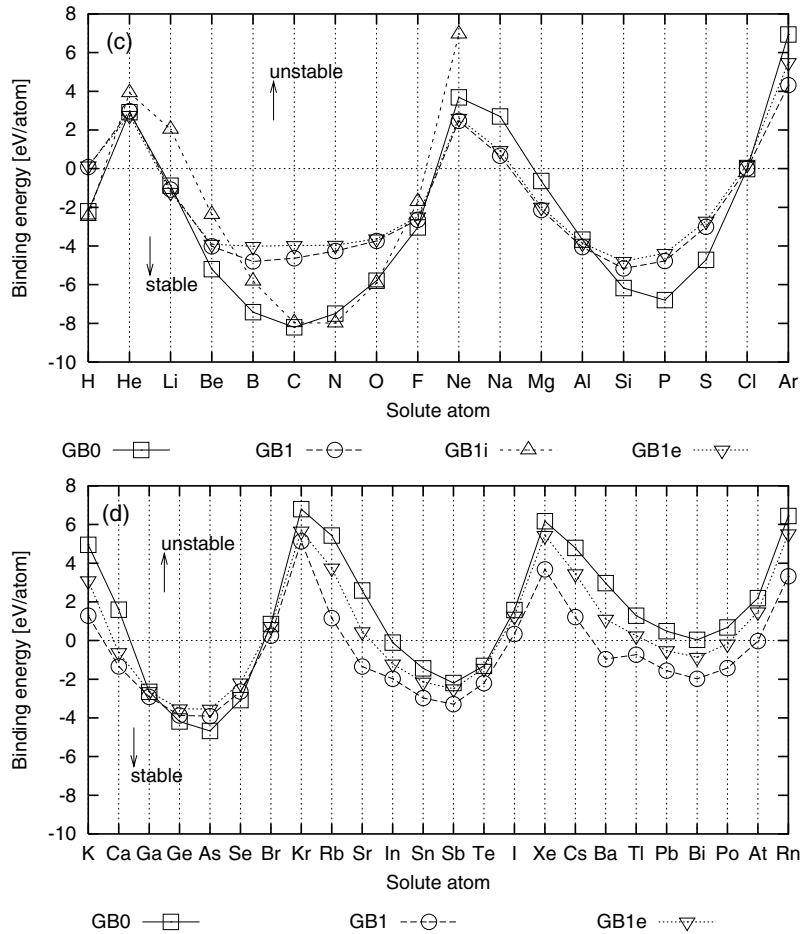 8
6
4
2
0
-2
-4
-6
-8
-10
Binding energy [eV/atom]
(c)
unstable
stable
H He Li Be B C N O F Ne Na Mg Al Si P S Cl Ar
Solute atom
GB0 GB1 GB1i GB1e
8
6
4
2
0
-2
-4
-6
-8
-10
Binding energy [eV/atom]
(d)
unstable
stable
K Ca Ga Ge As Se Br Kr Rb Sr In Sn Sb Te I Xe Cs Ba Tl Pb Bi Po At Rn
Solute atom
GB0 GB1 GB1e